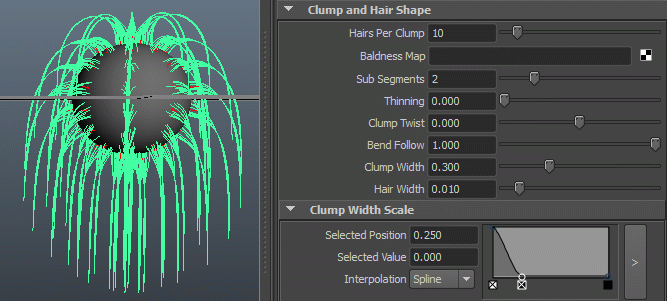 Clump and Hair Shape
Hairs Per Clump 10
Baldness Map
Sub Segments 2
Thinning 0.000
Clump Twist 0.000
Bend Follow 1.000
Clump Width 0.300
Hair Width 0.010
Clump Width Scale
Selected Position 0.250
Selected Value 0.000
Interpolation Spline
>